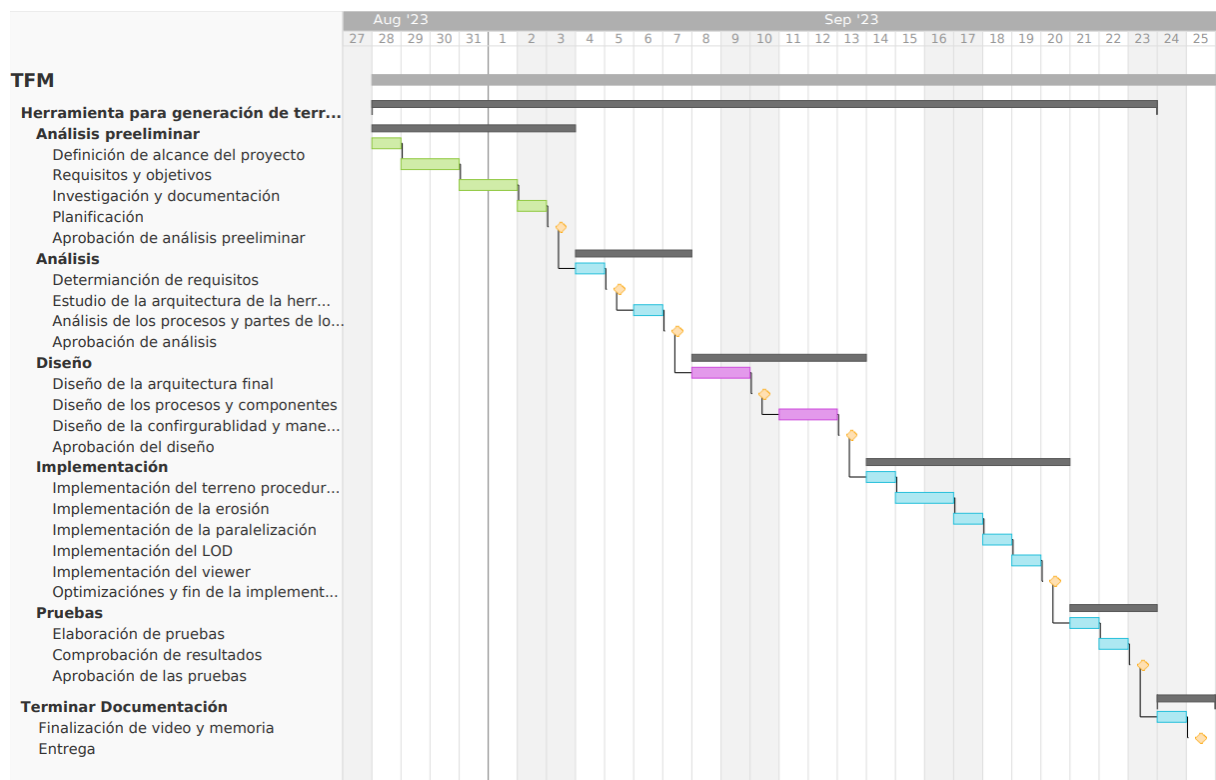 Aug '23 Sep '23
27 28 29 30 31 1 2 3 4 5 6 7 8 9 10 11 12 13 14 15 16 17 18 19 20 21 22 23 24 25
TFM
Herramienta para generación de terr...
Análisis preeliminar
Definición de alcance del proyecto
Requisitos y objetivos
Investigación y documentación
Planificación
Aprobación de análisis preeliminar
Análisis
Determianción de requisitos
Estudio de la arquitectura de la herr...
Análisis de los procesos y partes de lo...
Aprobación de análisis
Diseño
Diseño de la arquitectura final
Diseño de los procesos y componentes
Diseño de la confirgurablidad y mane...
Aprobación del diseño
Implementación
Implementación del terreno procedur...
Implementación de la erosión
Implementación de la paralelización
Implementación del LOD
Implementación del viewer
Optimizaciónes y fin de la implement...
Pruebas
Elaboración de pruebas
Comprobación de resultados
Aprobación de las pruebas
Terminar Documentación
Finalización de video y memoria
Entrega